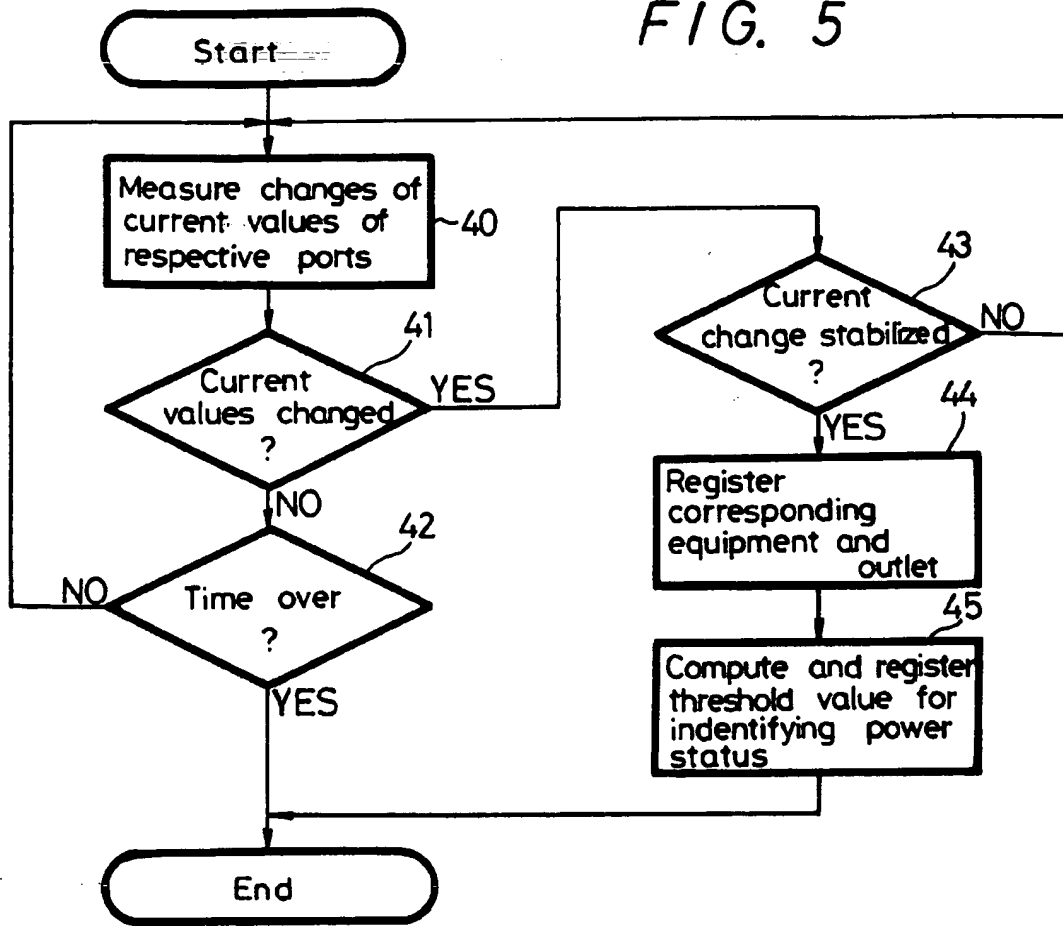 FIG. 5
Start
Measure changes of
current values of
respective ports
40
41
Current
values changed
?
YES
NO
42
Time over
?
NO
YES
43
Current
change stabilized
?
NO
YES
44
Register
corresponding
equipment and
outlet
45
Compute and register
threshold value for
indentifying power
status
End